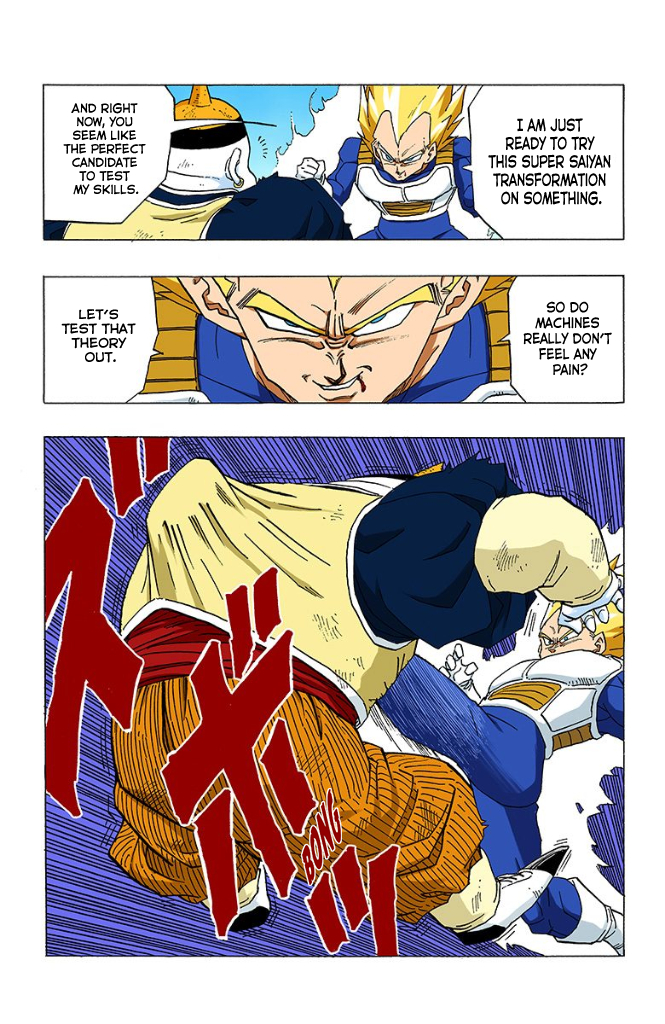 I AM JUST
READY TO TRY
THIS SUPER SAIYAN
TRANSFORMATION
ON SOMETHING.
AND RIGHT
NOW, YOU
SEEM LIKE
THE PERFECT
CANDIDATE
TO TEST
MY SKILLS.
SO DO
MACHINES
REALLY DON'T
FEEL ANY
PAIN?
LET'S
TEST THAT
THEORY
OUT.
ズボッ
BONG